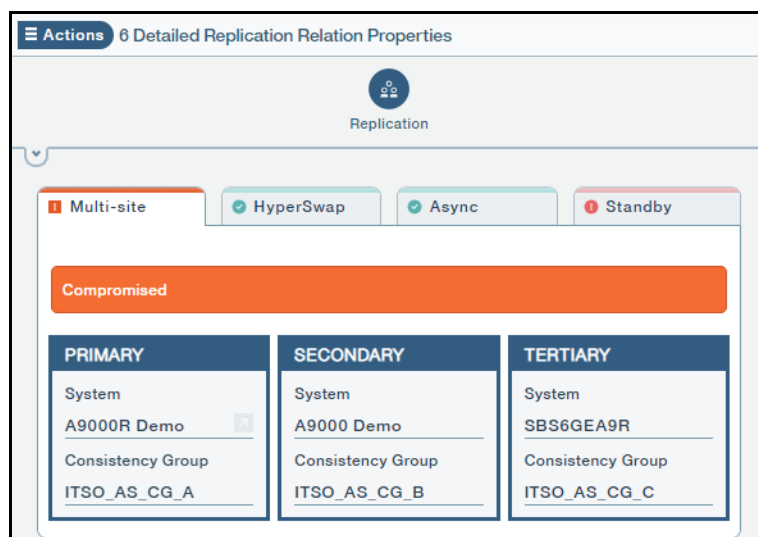 Actions 6 Detailed Replication Relation Properties
Replication
Multi-site HyperSwap Async Standby
Compromised
PRIMARY SECONDARY TERTIARY
System System System
A9000R Demo A9000 Demo SBS6GEA9R
Consistency Group Consistency Group Consistency Group
ITSO_AS_CG_A ITSO_AS_CG_B ITSO_AS_CG_C